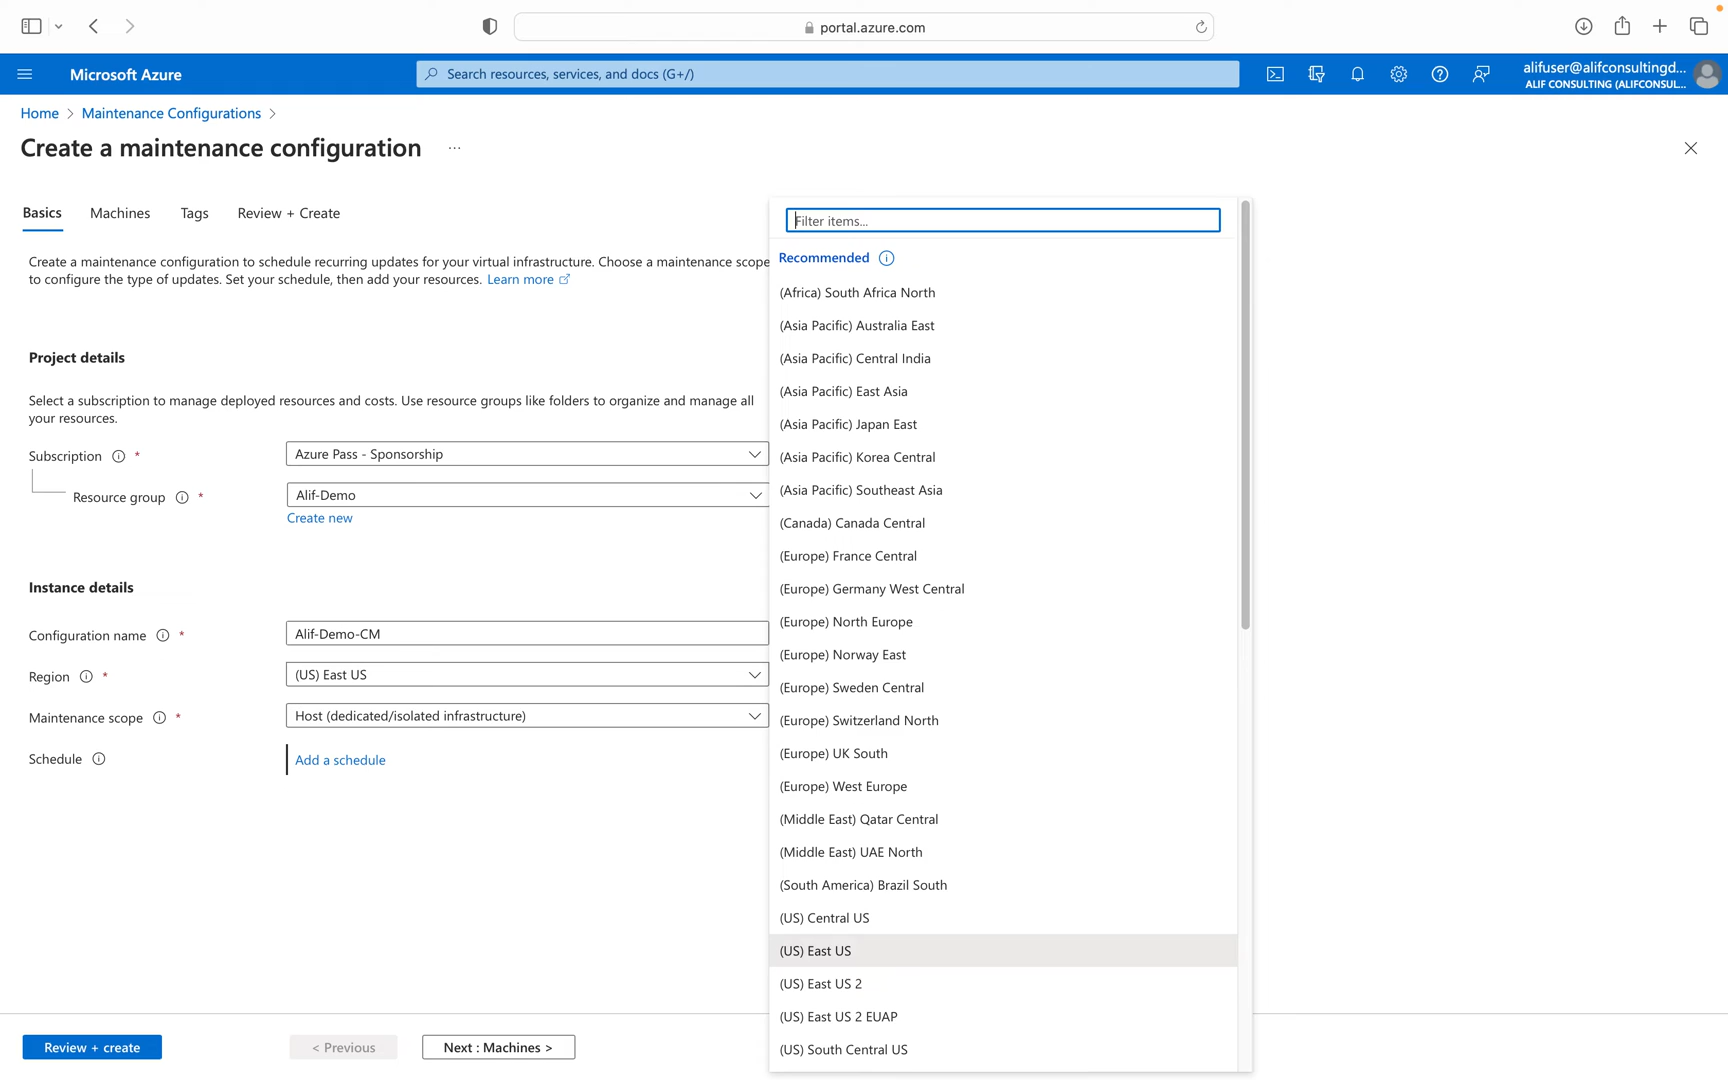 portal.azure.com
Microsoft Azure
Search resources, services, and docs (G+/)
alifuser@alifconsultingd...
ALIF CONSULTING (ALIFCONSUL...
Home > Maintenance Configurations >
Create a maintenance configuration ...
Basics Machines Tags Review + Create
Create a maintenance configuration to schedule recurring updates for your virtual infrastructure. Choose a maintenance scope
to configure the type of updates. Set your schedule, then add your resources. Learn more
Project details
Select a subscription to manage deployed resources and costs. Use resource groups like folders to organize and manage all
your resources.
Subscription * Azure Pass - Sponsorship
Resource group * Alif-Demo
Create new
Instance details
Configuration name * Alif-Demo-CM
Region * (US) East US
Maintenance scope * Host (dedicated/isolated infrastructure)
Schedule Add a schedule
Filter items...
Recommended
(Africa) South Africa North
(Asia Pacific) Australia East
(Asia Pacific) Central India
(Asia Pacific) East Asia
(Asia Pacific) Japan East
(Asia Pacific) Korea Central
(Asia Pacific) Southeast Asia
(Canada) Canada Central
(Europe) France Central
(Europe) Germany West Central
(Europe) North Europe
(Europe) Norway East
(Europe) Sweden Central
(Europe) Switzerland North
(Europe) UK South
(Europe) West Europe
(Middle East) Qatar Central
(Middle East) UAE North
(South America) Brazil South
(US) Central US
(US) East US
(US) East US 2
(US) East US 2 EUAP
(US) South Central US
Review + create < Previous Next : Machines >